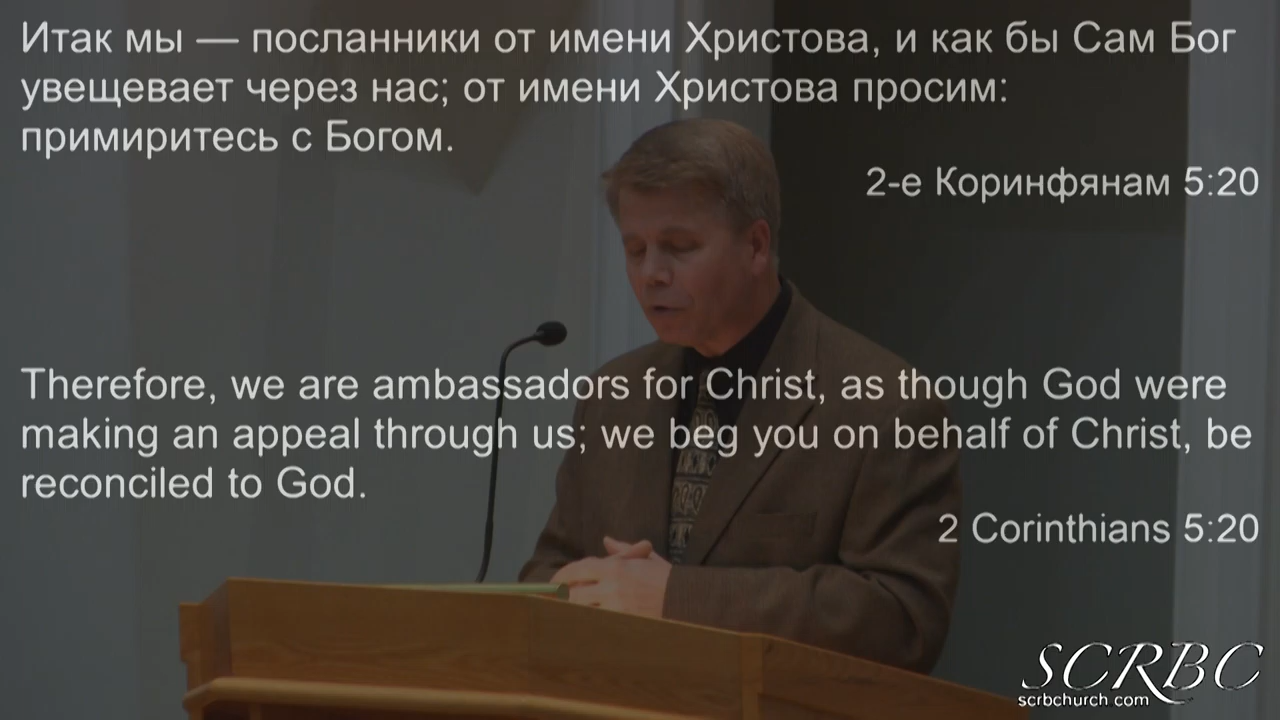 Итак мы — посланники от имени Христова, и как бы Сам Бог
увещевает через нас; от имени Христова просим:
примиритесь с Богом.
2-е Коринфянам 5:20
Therefore, we are ambassadors for Christ, as though God were
making an appeal through us; we beg you on behalf of Christ, be
reconciled to God.
2 Corinthians 5:20
SCRBC
scrbchurch.com